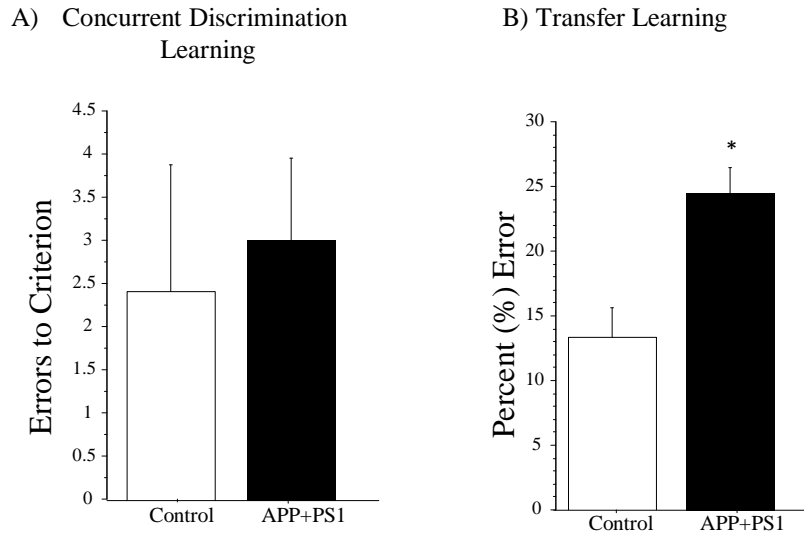 A) Concurrent Discrimination
Learning
Errors to Criterion
4.5
4
3.5
3
2.5
2
1.5
1
0.5
0
Control APP+PS1
B) Transfer Learning
Percent (%) Error
30
25
20
15
10
5
0
*
Control APP+PS1